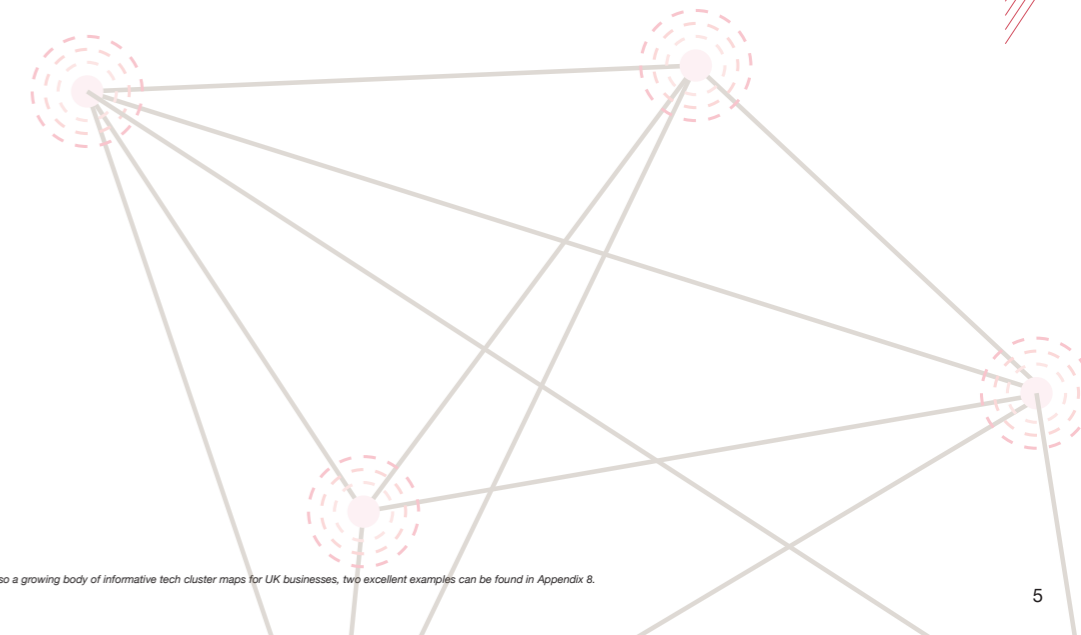 so a growing body of informative tech cluster maps for UK businesses, two excellent examples can be found in Appendix 8.
5